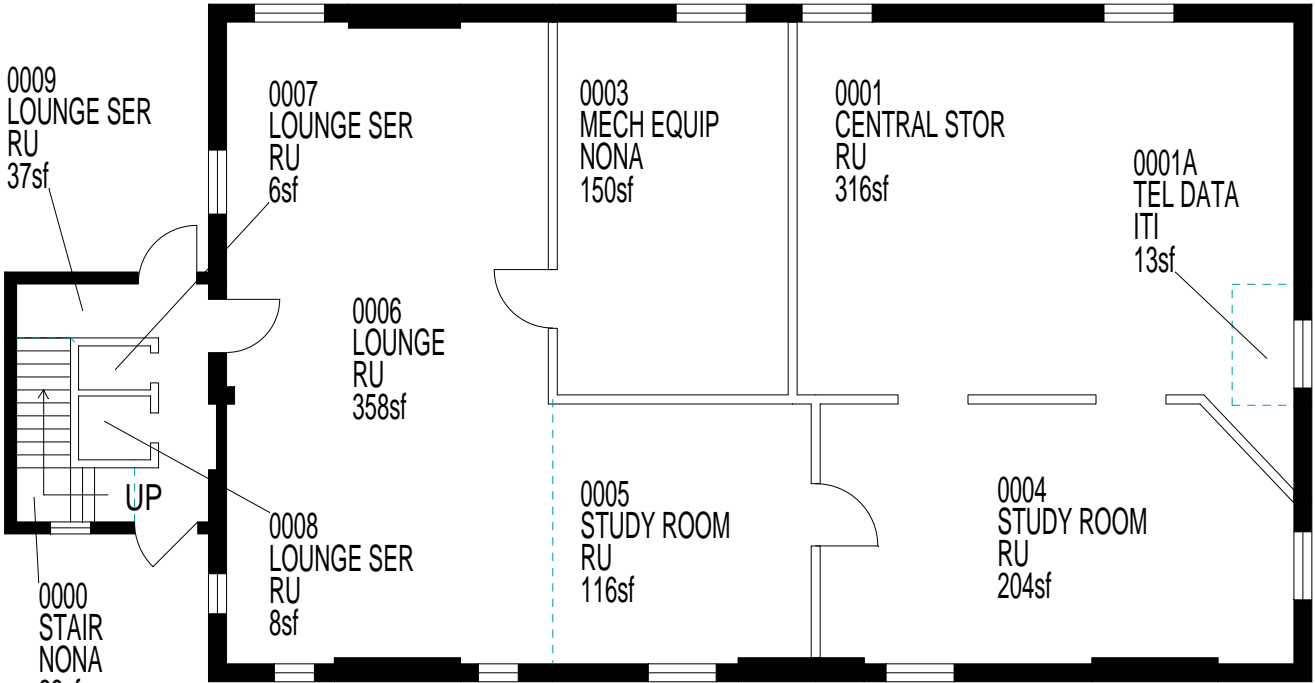 0009
LOUNGE SER
RU
37sf
0007
LOUNGE SER
RU
6sf
0003
MECH EQUIP
NONA
150sf
0001
CENTRAL STOR
RU
316sf
0001A
TEL DATA
ITI
13sf
0006
LOUNGE
RU
358sf
UP
0008
LOUNGE SER
RU
8sf
0005
STUDY ROOM
RU
116sf
0004
STUDY ROOM
RU
204sf
0000
STAIR
NONA